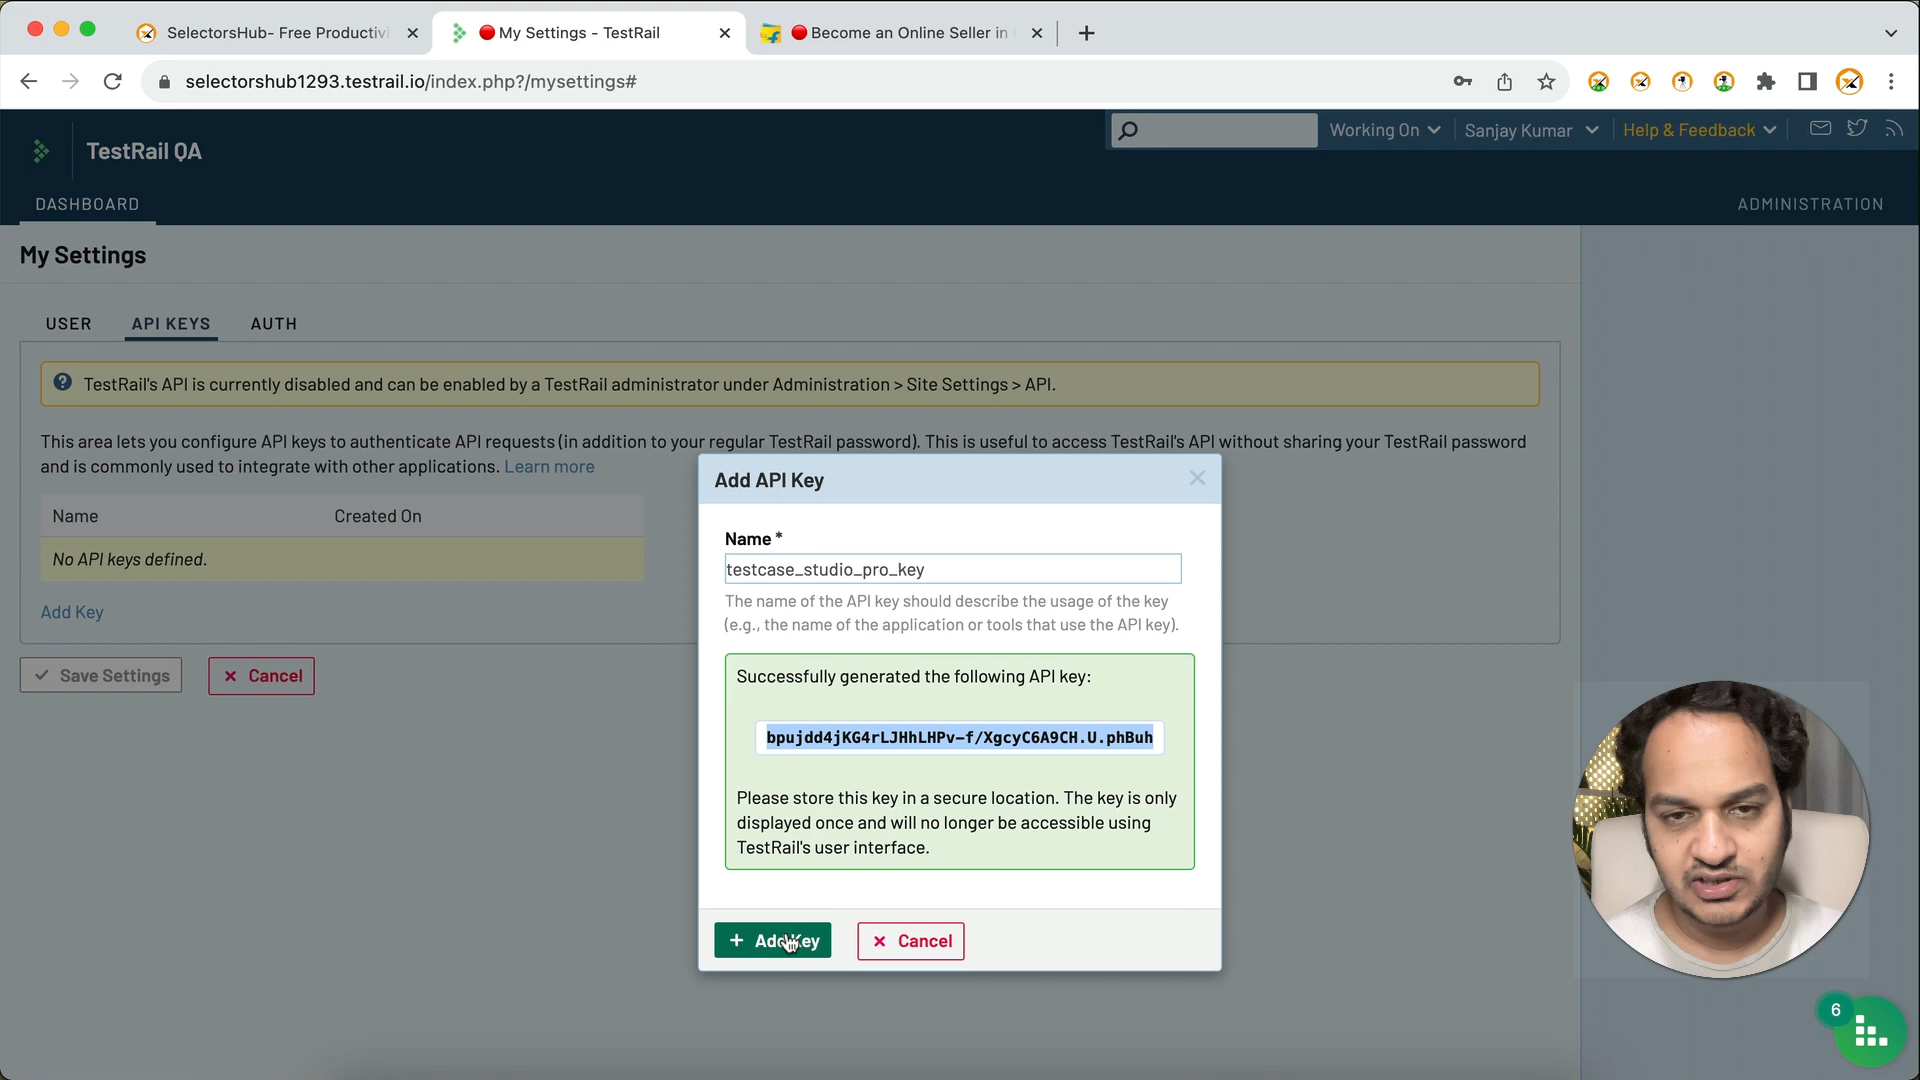 SelectorsHub- Free Productivi
My Settings - TestRail
Become an Online Seller in
selectorshub1293.testrail.io/index.php?/mysettings#
TestRail QA
Working On
Sanjay Kumar
Help & Feedback
DASHBOARD
ADMINISTRATION
My Settings
USER
API KEYS
AUTH
TestRail's API is currently disabled and can be enabled by a TestRail administrator under Administration > Site Settings > API.
This area lets you configure API keys to authenticate API requests (in addition to your regular TestRail password). This is useful to access TestRail's API without sharing your TestRail password
and is commonly used to integrate with other applications. Learn more
Name
Created On
No API keys defined.
Add Key
Save Settings
Cancel
Add API Key
Name *
testcase_studio_pro_key
The name of the API key should describe the usage of the key
(e.g., the name of the application or tools that use the API key).
Successfully generated the following API key:
bpujdd4jKG4rLJHhLHPv-f/XgcyC6A9CH.U.phBuh
Please store this key in a secure location. The key is only
displayed once and will no longer be accessible using
TestRail's user interface.
+ Add Key
Cancel
6